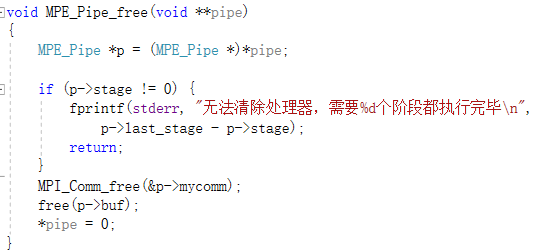 void MPE_Pipe_free(void **pipe)
{
    MPE_Pipe *p = (MPE_Pipe *)*pipe;
    if (p->stage != 0) {
        fprintf(stderr, "无法清除处理器，需要%d个阶段都执行完毕\n",
            p->last_stage - p->stage);
        return;
    }
    MPI_Comm_free(&p->mycomm);
    free(p->buf);
    *pipe = 0;
}